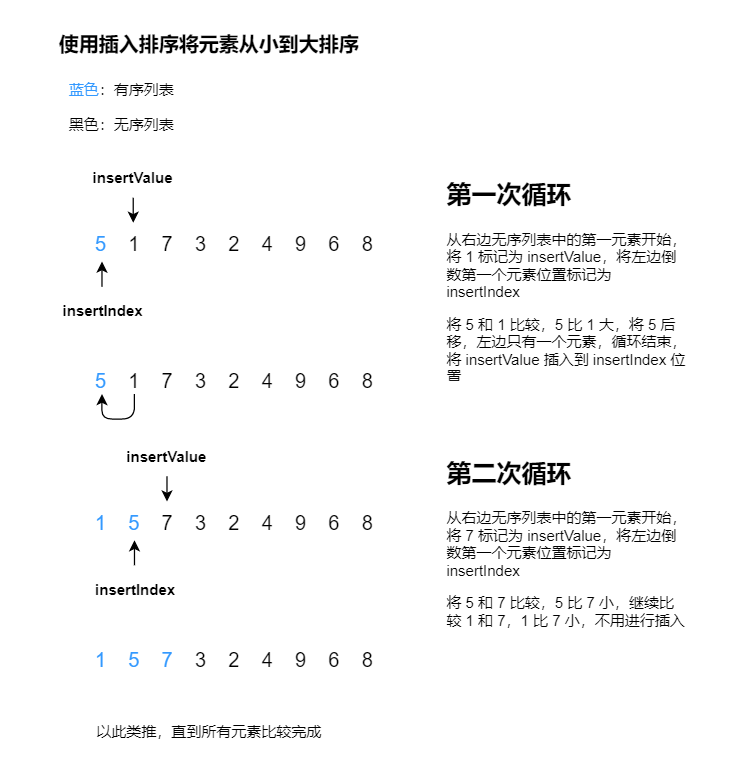 使用插入排序将元素从小到大排序
蓝色：有序列表
黑色：无序列表
insertValue
5 1 7 3 2 4 9 6 8
insertIndex
5 1 7 3 2 4 9 6 8
第一次循环
从右边无序列表中的第一元素开始，
将 1 标记为 insertValue，将左边倒
数第一个元素位置标记为
insertIndex
将 5 和 1 比较，5 比 1 大，将 5 后
移，左边只有一个元素，循环结束，
将 insertValue 插入到 insertIndex 位
置
insertValue
1 5 7 3 2 4 9 6 8
insertIndex
1 5 7 3 2 4 9 6 8
第二次循环
从右边无序列表中的第一元素开始，
将 7 标记为 insertValue，将左边倒
数第一个元素位置标记为
insertIndex
将 5 和 7 比较，5 比 7 小，继续比
较 1 和 7，1 比 7 小，不用进行插入
以此类推，直到所有元素比较完成